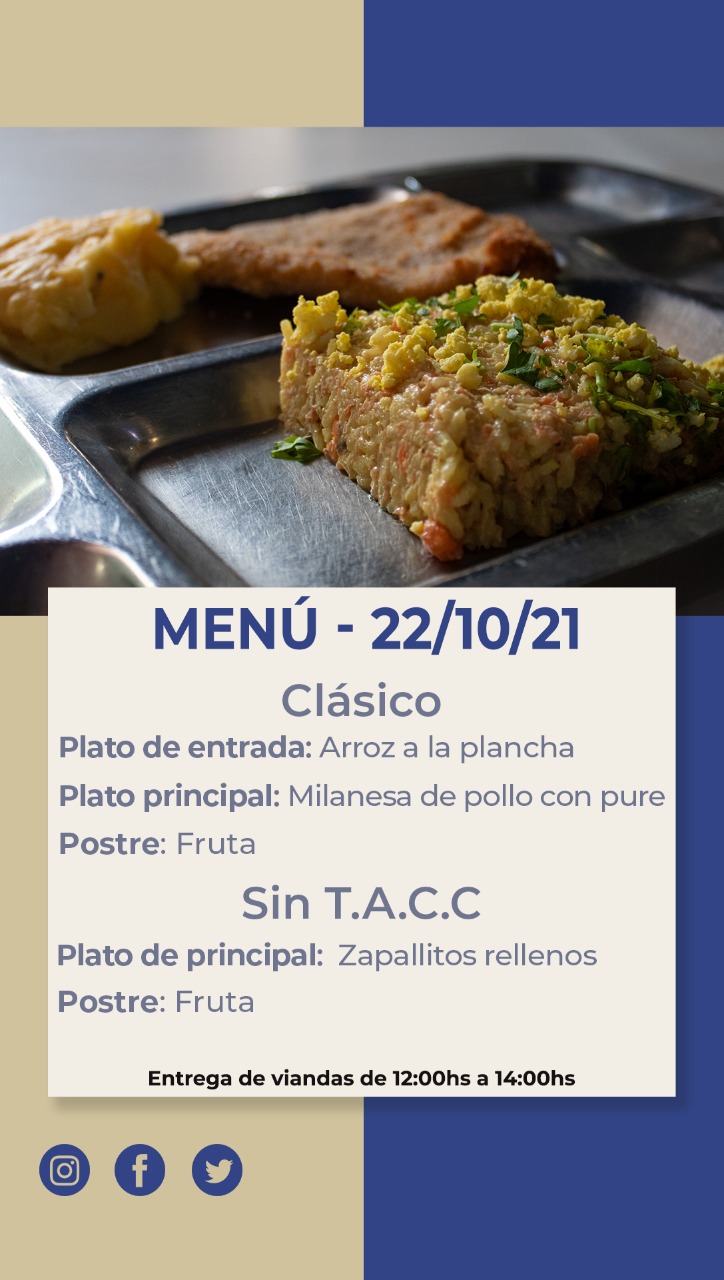 MENÚ - 22/10/21
Clásico
Plato de entrada: Arroz a la plancha
Plato principal: Milanesa de pollo con pure
Postre: Fruta
Sin T.A.C.C
Plato de principal: Zapallitos rellenos
Postre: Fruta
Entrega de viandas de 12:00hs a 14:00hs